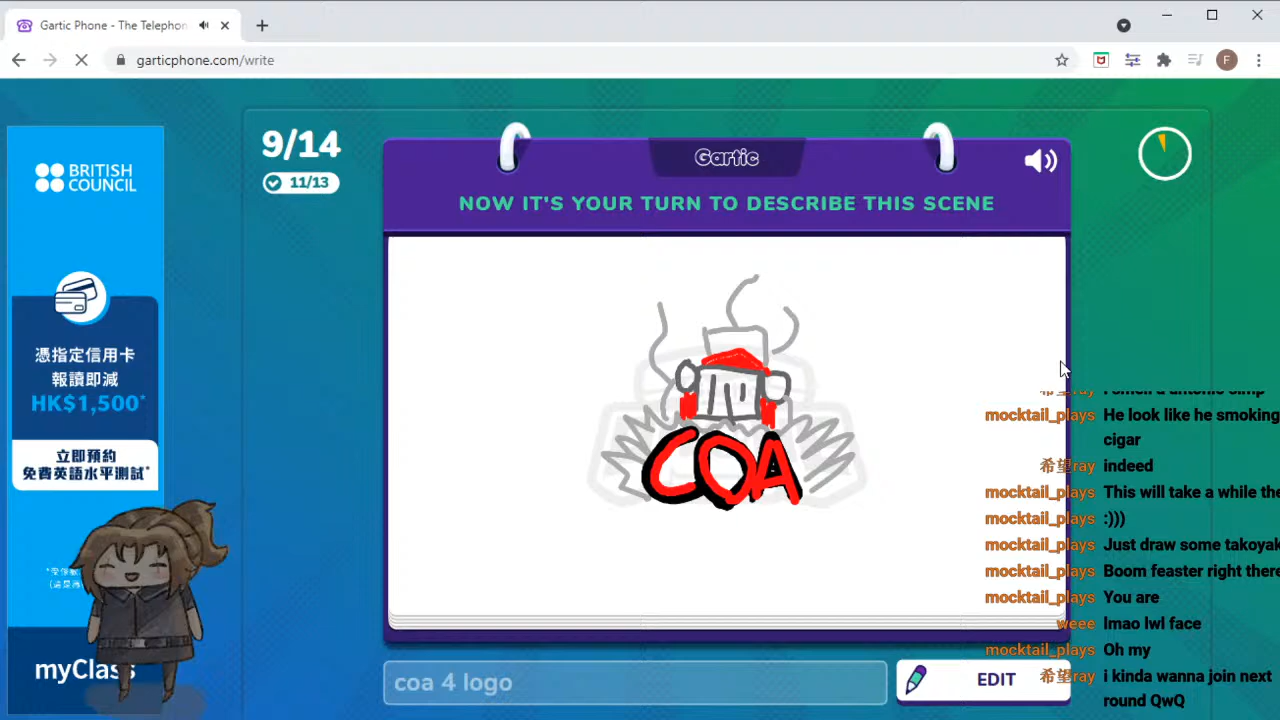 Gartic Phone - The Telephon
garticphone.com/write
F
BRITISH
COUNCIL
憑指定信用卡
報讀即減
HK$1,500*
立即預約
免費英語水平測試*
myClass
9/14
11/13
Gartic
NOW IT'S YOUR TURN TO DESCRIBE THIS SCENE
COA
coa 4 logo
EDIT
mocktail_plays He look like he smoking
cigar
希望ray indeed
mocktail_plays This will take a while the
mocktail_plays :)))
mocktail_plays Just draw some takoyak
mocktail_plays Boom feaster right there
mocktail_plays You are
weee lmao lwl face
mocktail_plays Oh my
希望ray i kinda wanna join next
round QwQ